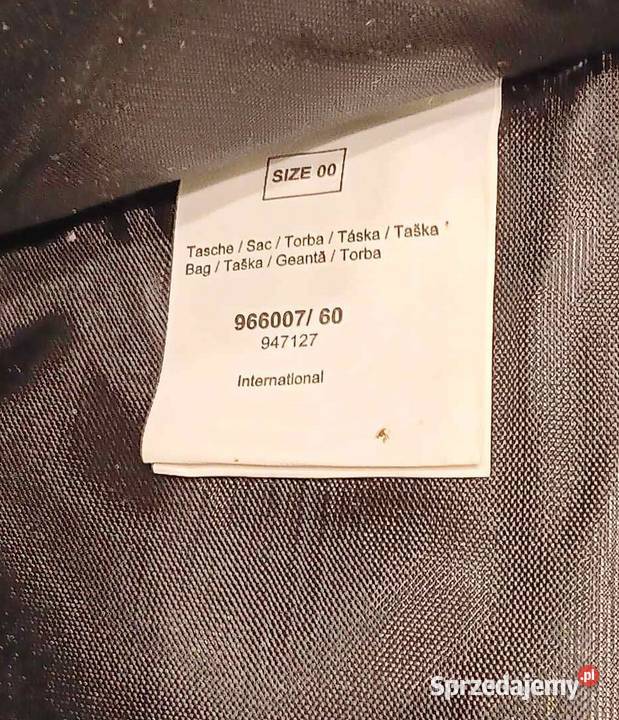 SIZE 00
Tasche / Sac / Torba / Táska / Taška
Bag / Taška / Geantă / Torba
966007/ 60
947127
International
Sprzedajemy.pl